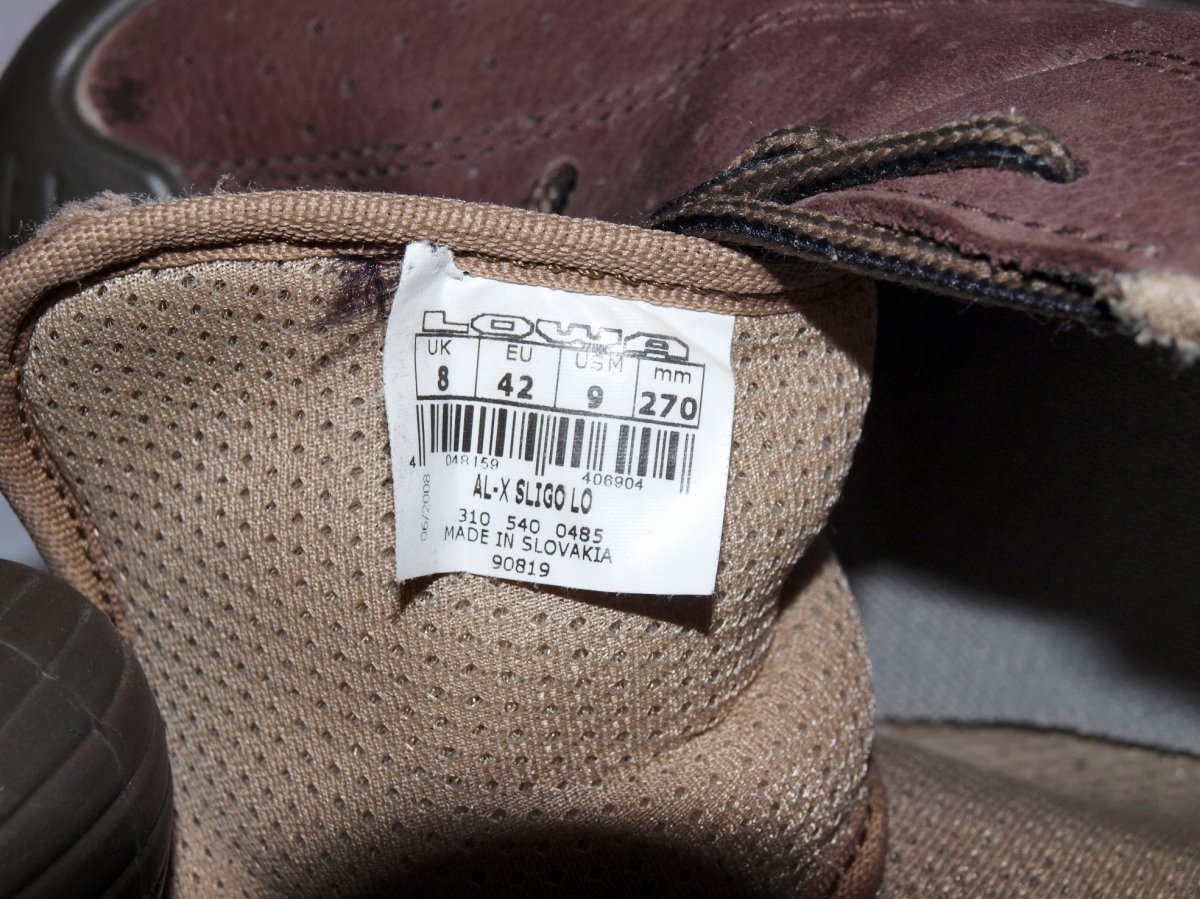 LOWA
UK EU USM mm
8 42 9 270
4 048159 406904
06/2008
AL-X SLIGO LO
310 540 0485
MADE IN SLOVAKIA
90819